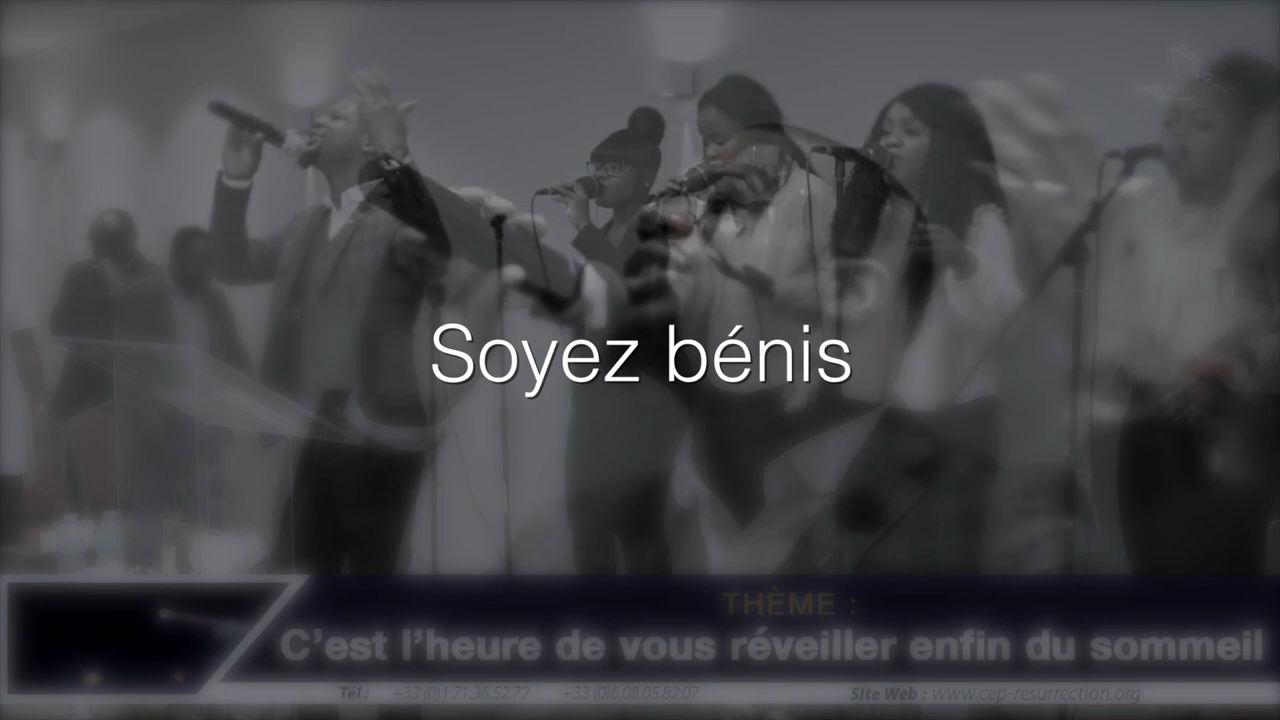 Soyez bénis
THÈME :
C'est l'heure de vous réveiller enfin du sommeil
Tél : +33 (0)1.71.36.52.72 +33 (0)6.08.05.82.07 Site Web : www.cep-resurrection.org